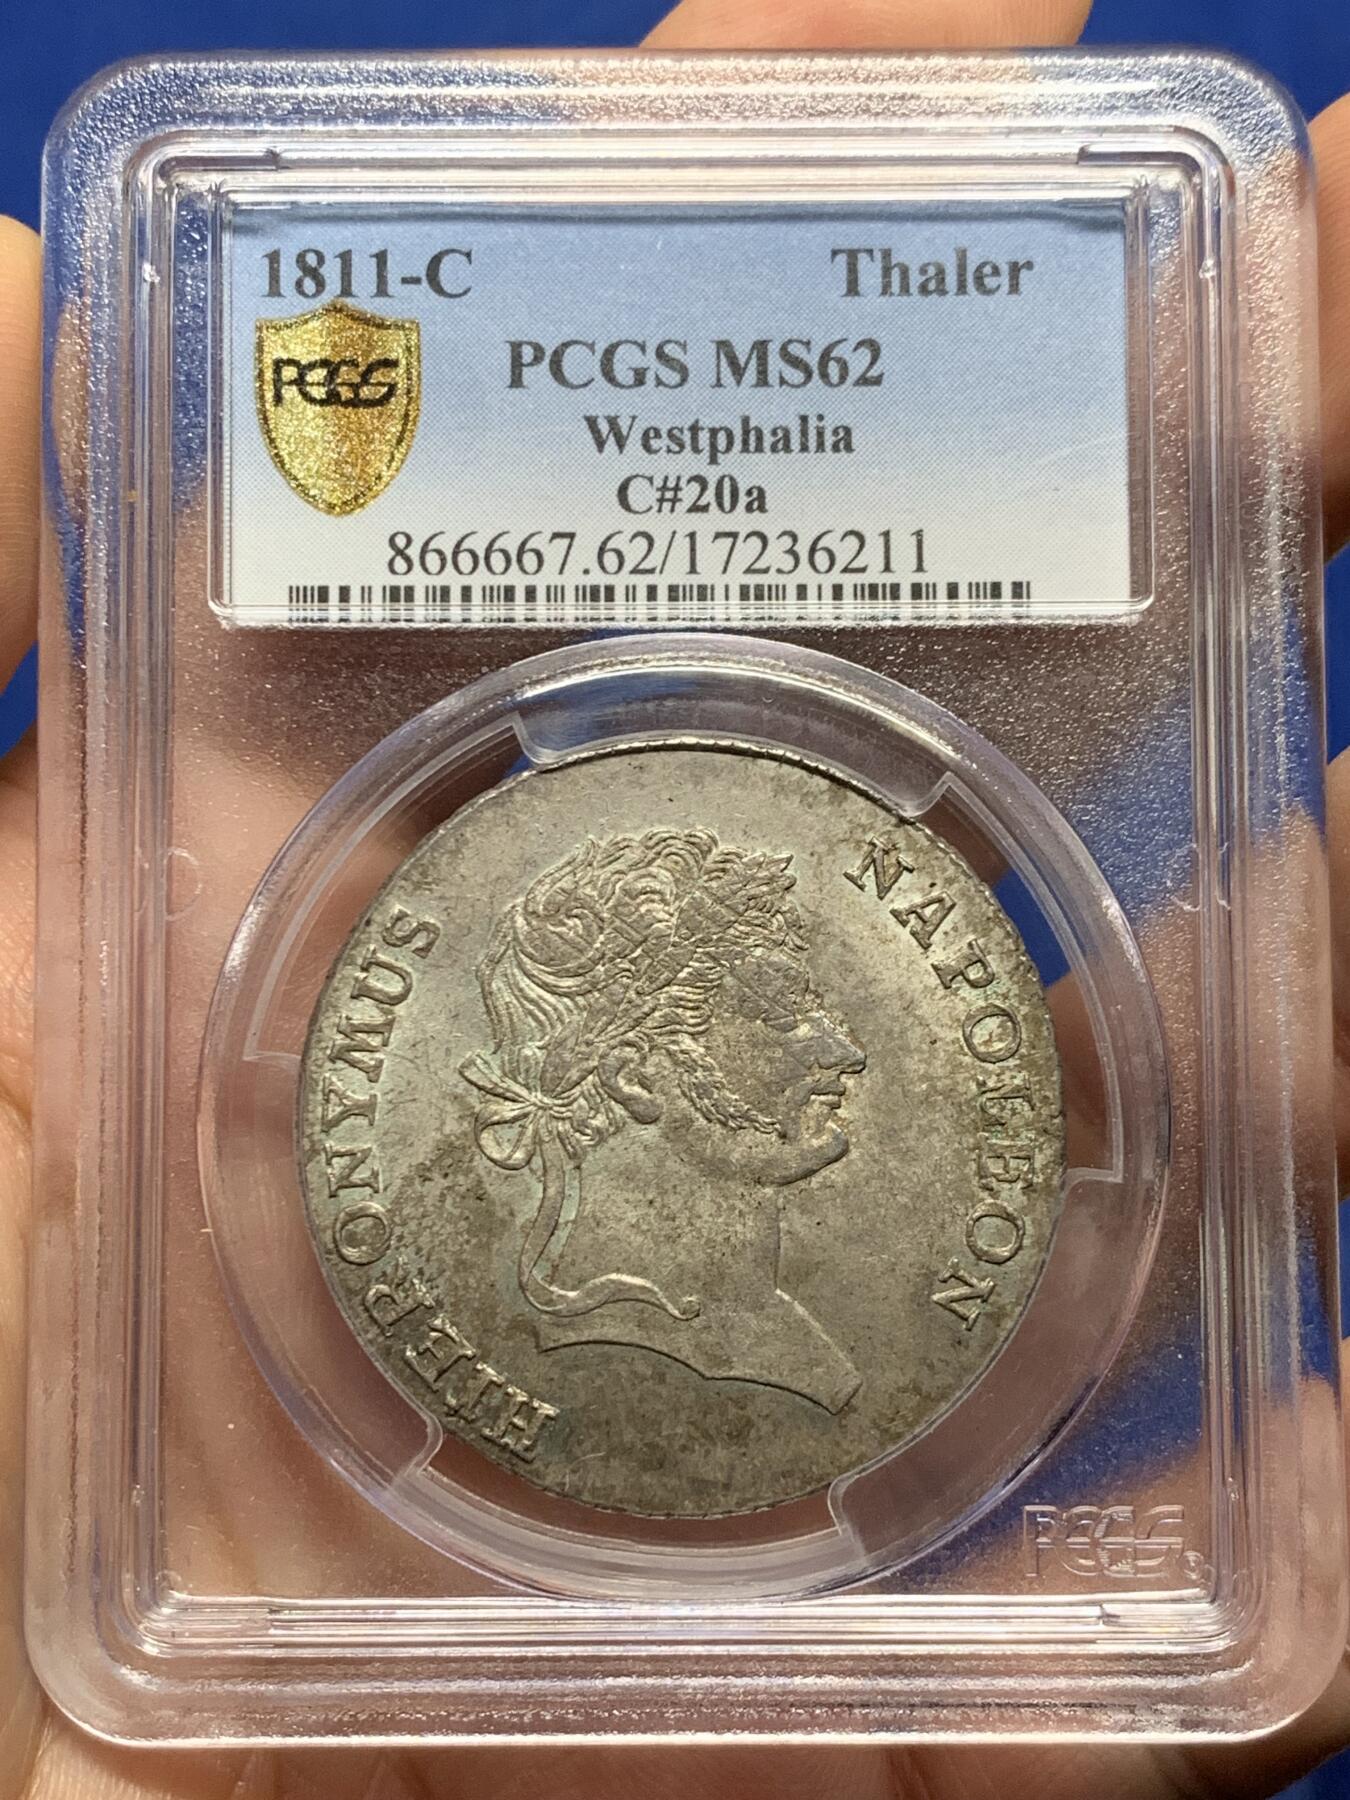 1811-C Thaler
PCGS
PCGS MS62
Westphalia
C#20a
866667.62/17236211
HIERONYMUS NAPOLEON
PCGS